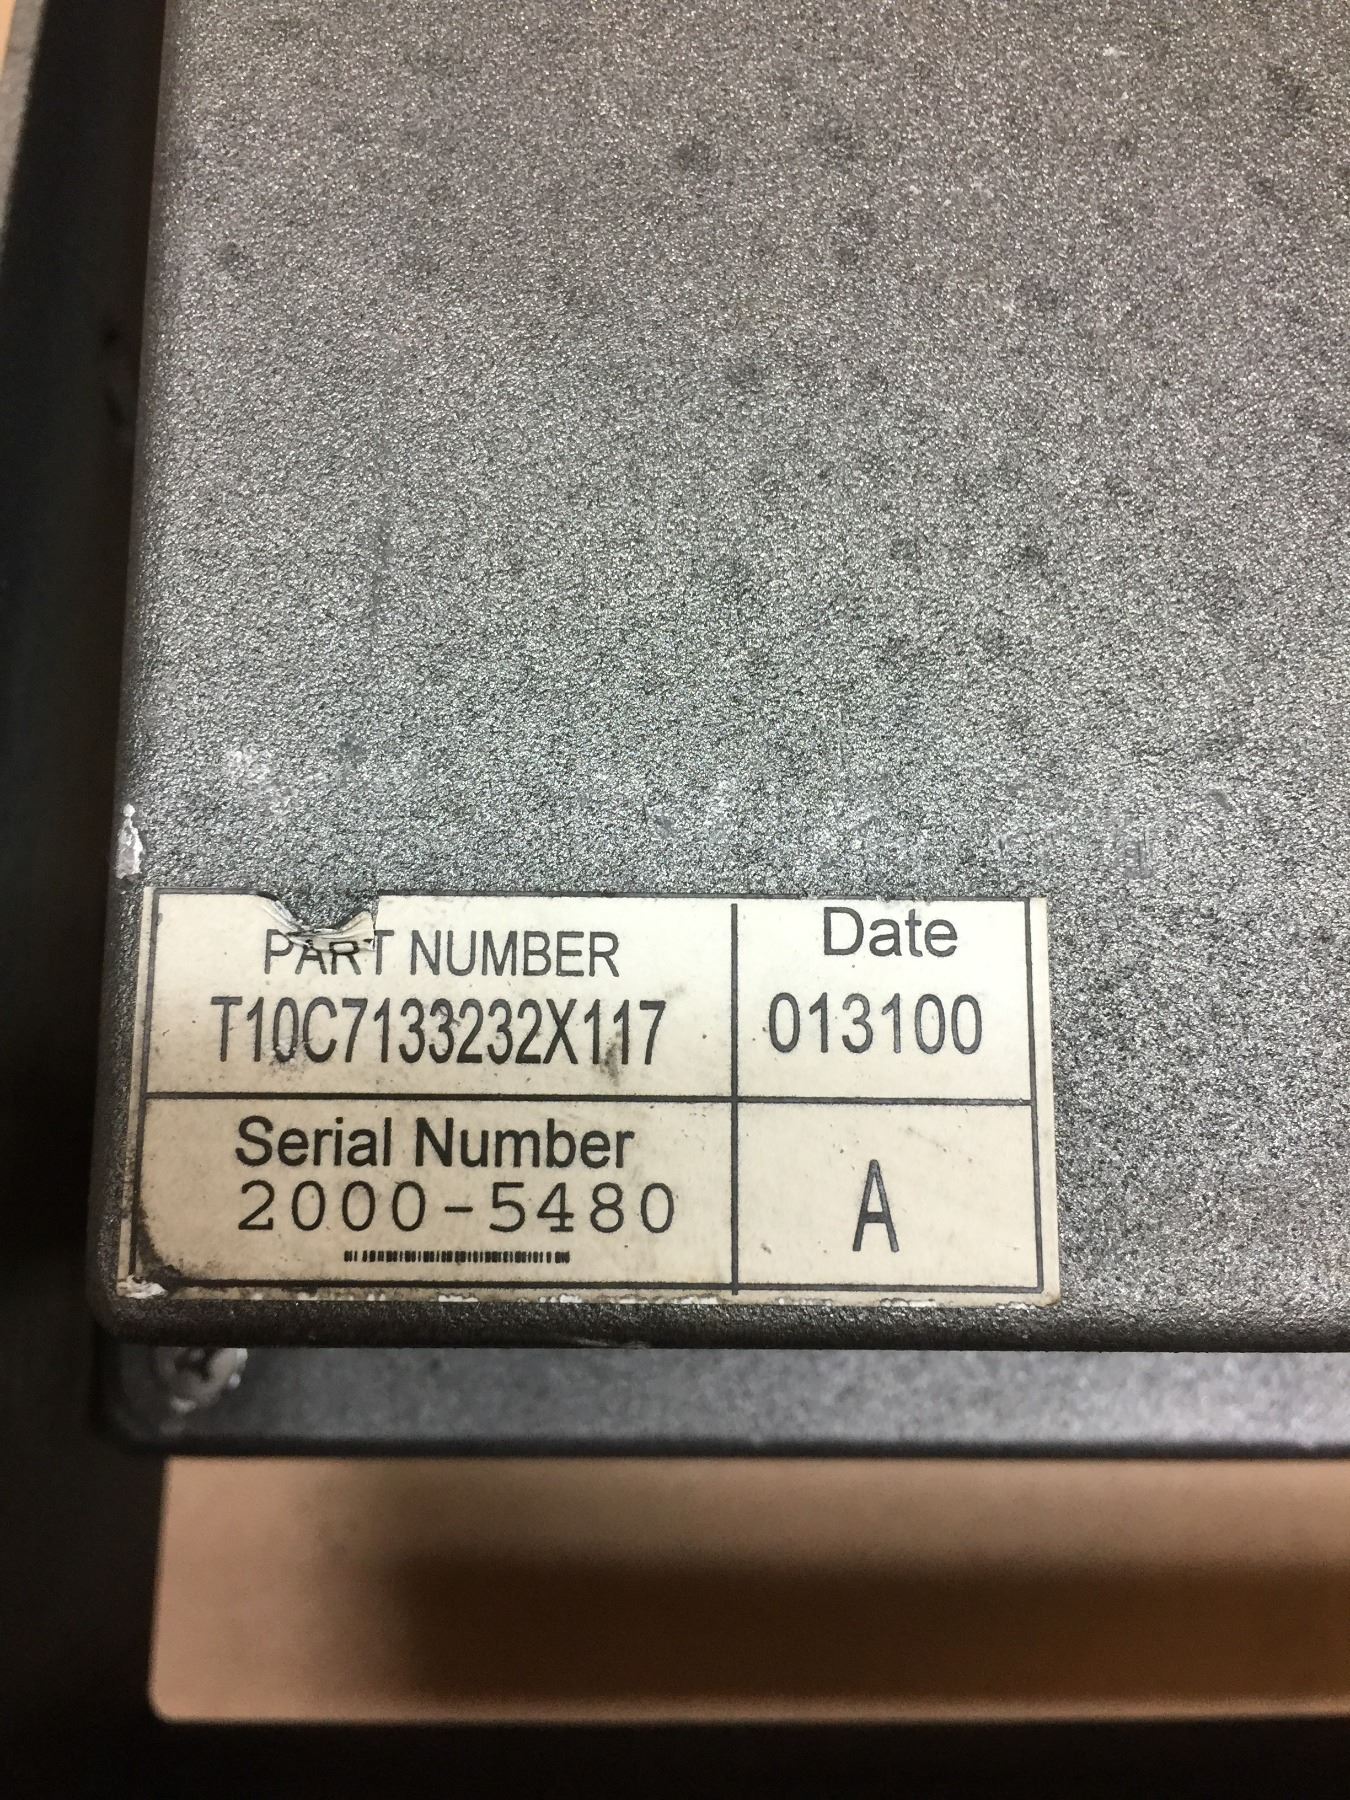 PART NUMBER
T10C7133232X117
Date
013100
Serial Number
2000-5480
A